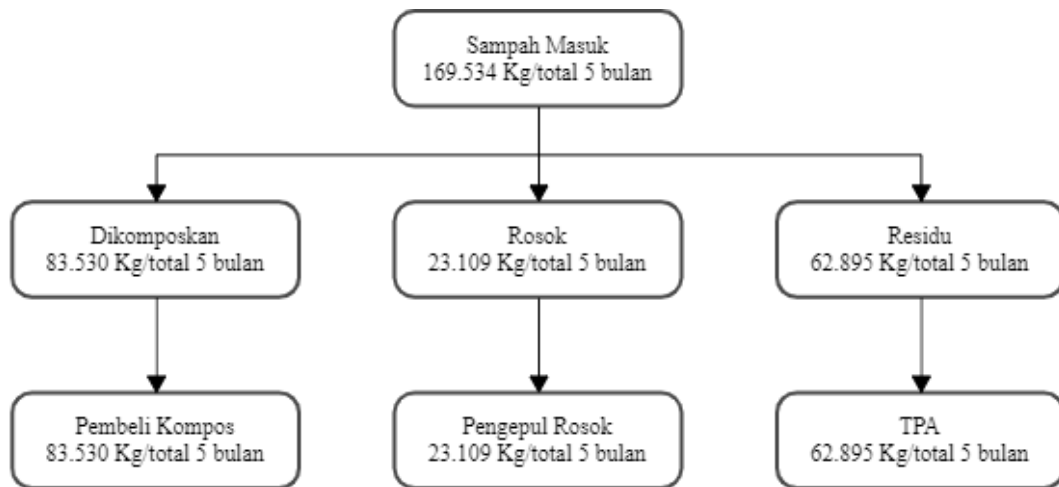 Sampah Masuk
169.534 Kg/total 5 bulan
Dikomposkan
83.530 Kg/total 5 bulan
Rosok
23.109 Kg/total 5 bulan
Residu
62.895 Kg/total 5 bulan
Pembeli Kompos
83.530 Kg/total 5 bulan
Pengepul Rosok
23.109 Kg/total 5 bulan
TPA
62.895 Kg/total 5 bulan